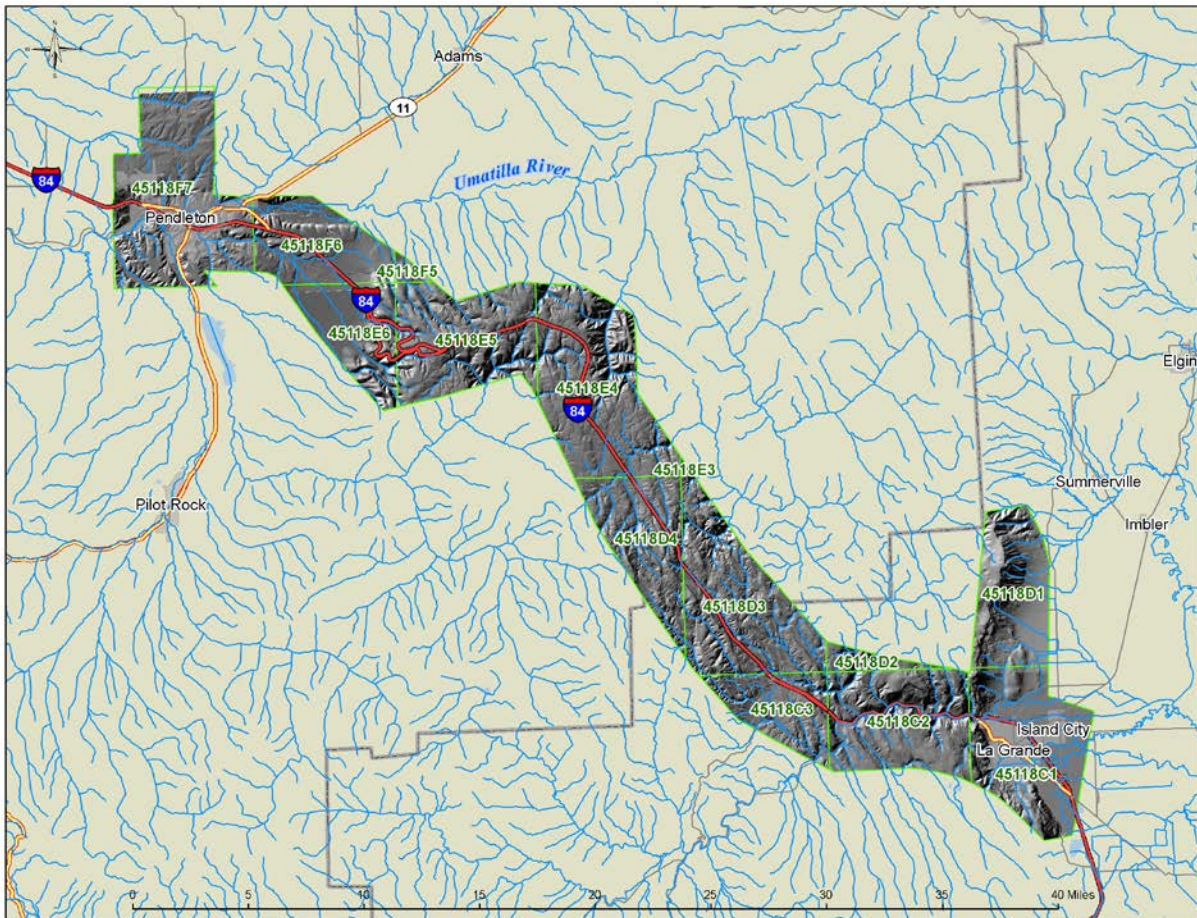 N
S
Adams
11
Umatilla River
84
45118F7
Pendleton
45118F6
45118F5
84
45118E6
45118E5
Elgin
45118E4
84
45118E3
Summerville
Pilot Rock
Imbler
45118D4
45118D1
45118D3
45118D2
45118C3
45118C2
Island City
La Grande
45118C1
0 5 10 15 20 25 30 35 40 Miles